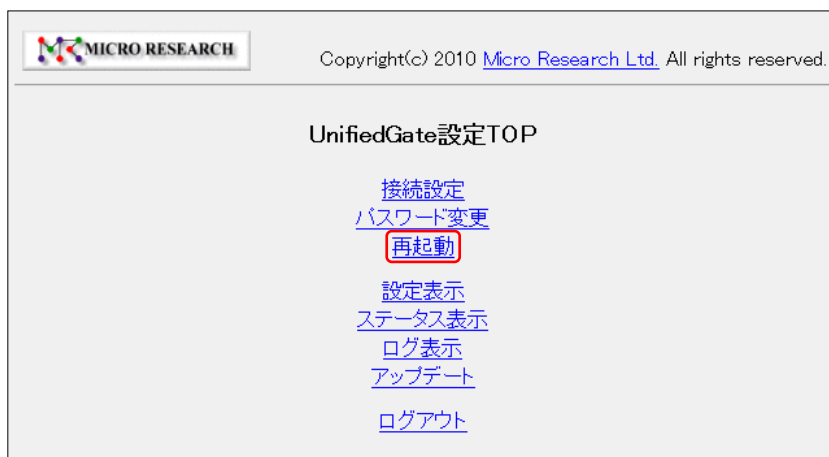 MICRO RESEARCH
Copyright(c) 2010 Micro Research Ltd. All rights reserved.
UnifiedGate設定TOP
接続設定
パスワード変更
再起動
設定表示
ステータス表示
ログ表示
アップデート
ログアウト